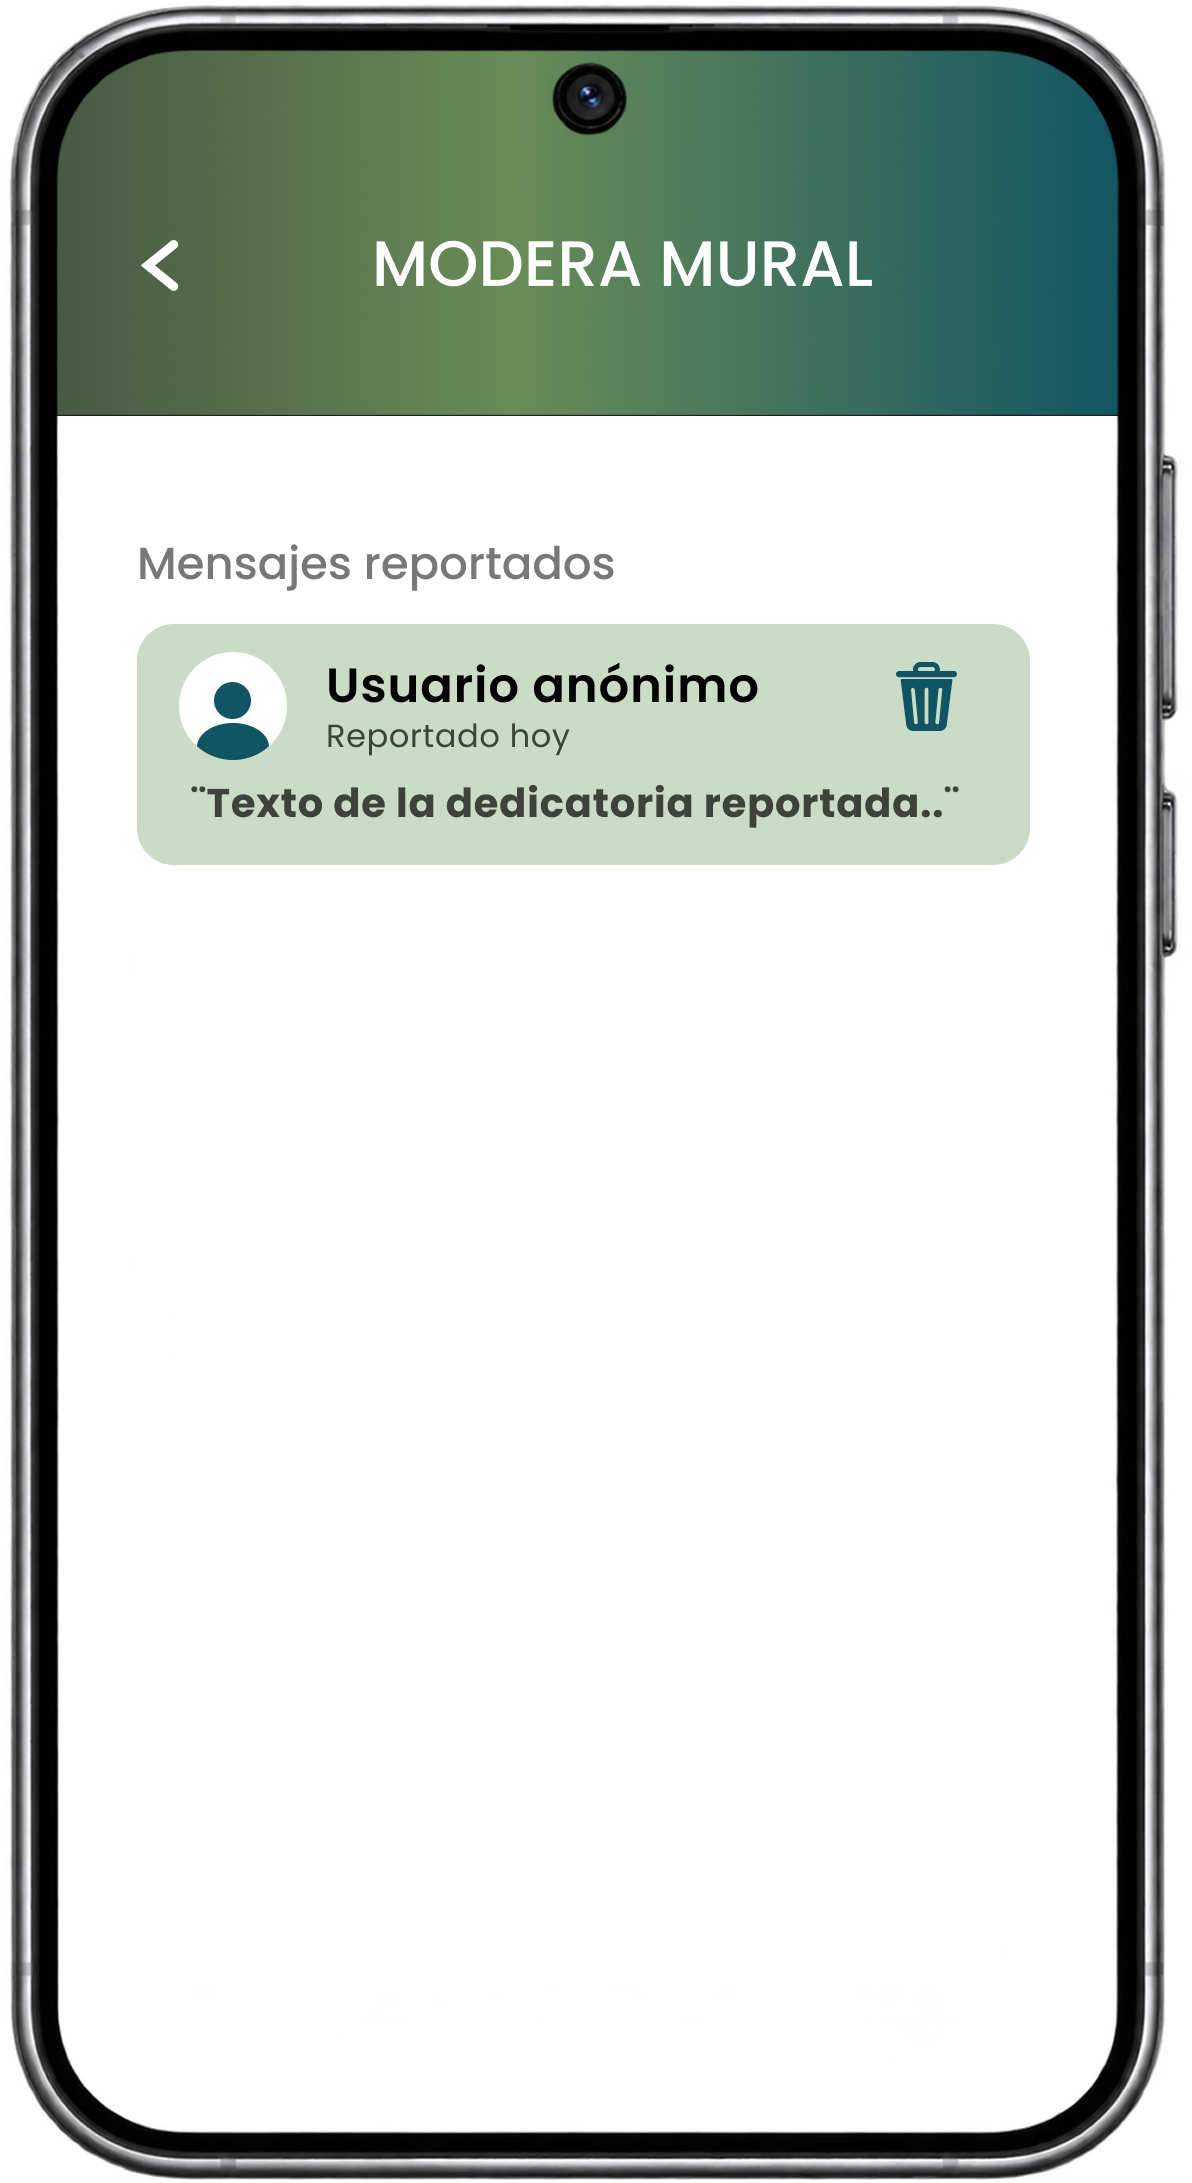 MODERA MURAL
Mensajes reportados
Usuario anónimo
Reportado hoy
¨Texto de la dedicatoria reportada..¨